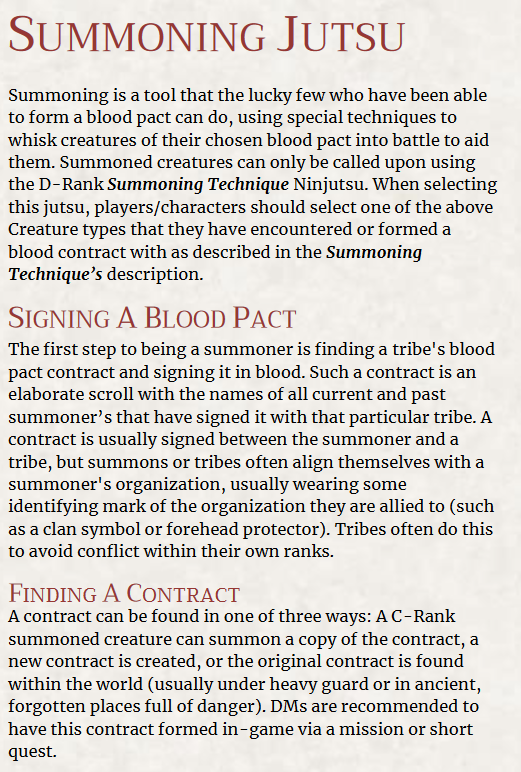 Summoning Jutsu
Summoning is a tool that the lucky few who have been able
to form a blood pact can do, using special techniques to
whisk creatures of their chosen blood pact into battle to aid
them. Summoned creatures can only be called upon using
the D-Rank Summoning Technique Ninjutsu. When selecting
this jutsu, players/characters should select one of the above
Creature types that they have encountered or formed a
blood contract with as described in the Summoning
Technique’s description.
Signing A Blood Pact
The first step to being a summoner is finding a tribe's blood
pact contract and signing it in blood. Such a contract is an
elaborate scroll with the names of all current and past
summoner’s that have signed it with that particular tribe. A
contract is usually signed between the summoner and a
tribe, but summons or tribes often align themselves with a
summoner's organization, usually wearing some
identifying mark of the organization they are allied to (such
as a clan symbol or forehead protector). Tribes often do this
to avoid conflict within their own ranks.
Finding A Contract
A contract can be found in one of three ways: A C-Rank
summoned creature can summon a copy of the contract, a
new contract is created, or the original contract is found
within the world (usually under heavy guard or in ancient,
forgotten places full of danger). DMs are recommended to
have this contract formed in-game via a mission or short
quest.